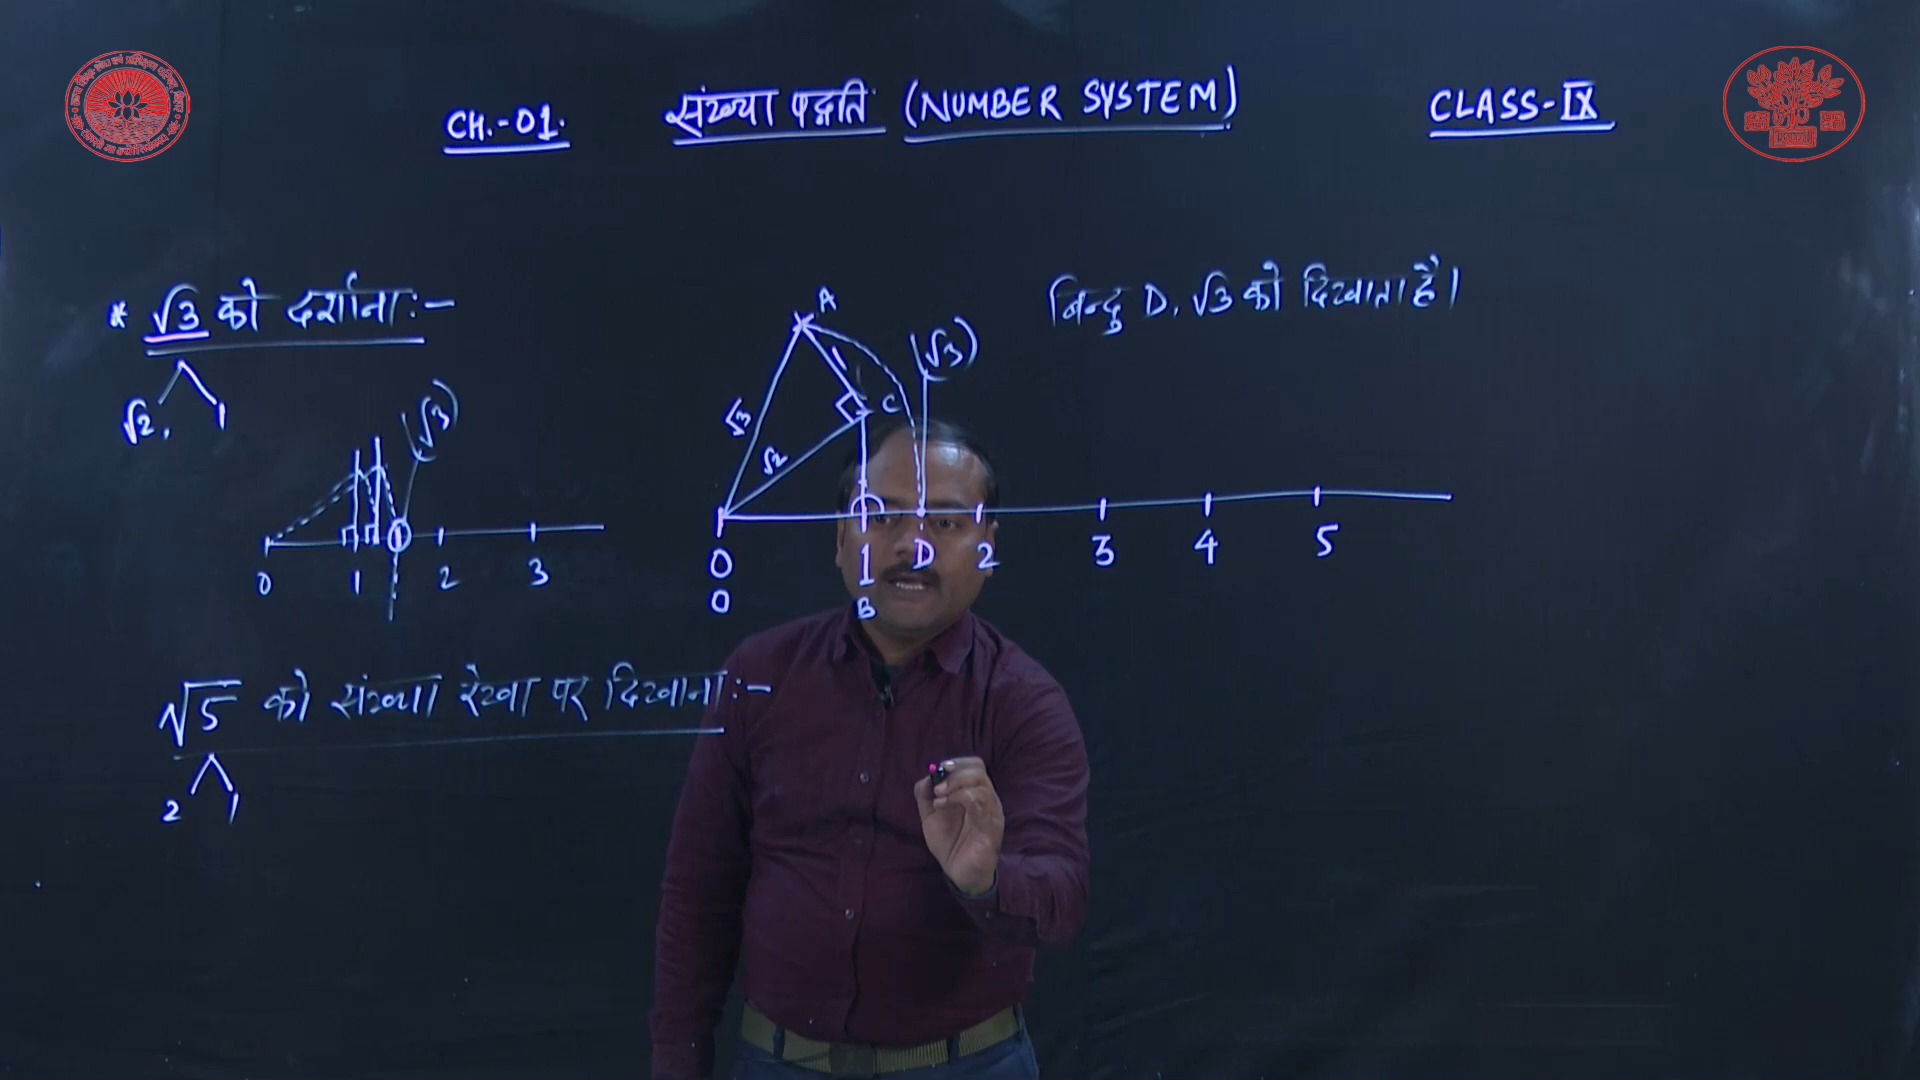 CH.-01. संख्या पद्धति (NUMBER SYSTEM) CLASS-IX
* √3 को दर्शाना:-
√2, 1
(√3)
0 1 2 3
A
1
C
√3
√2
(√3)
0 1 D 2 3 4 5
0 B
बिन्दु D, √3 को दिखाता है।
√5 को संख्या रेखा पर दिखाना:-
2 1